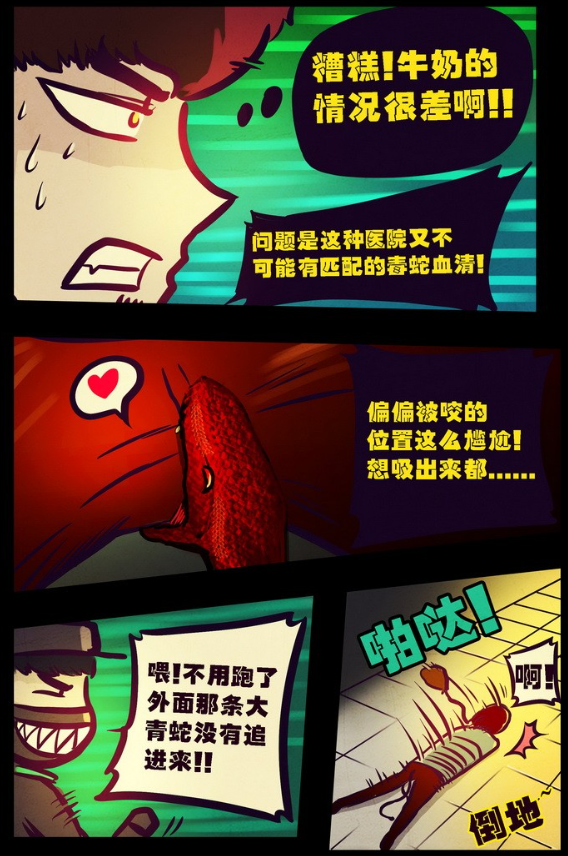 糟糕!牛奶的
情况很差啊!!
问题是这种医院又不
可能有匹配的毒蛇血清!
偏偏被咬的
位置这么尴尬!
想吸出来都......
喂!不用跑了
外面那条大
青蛇没有追
进来!!
啪哒!
啊!
倒地~